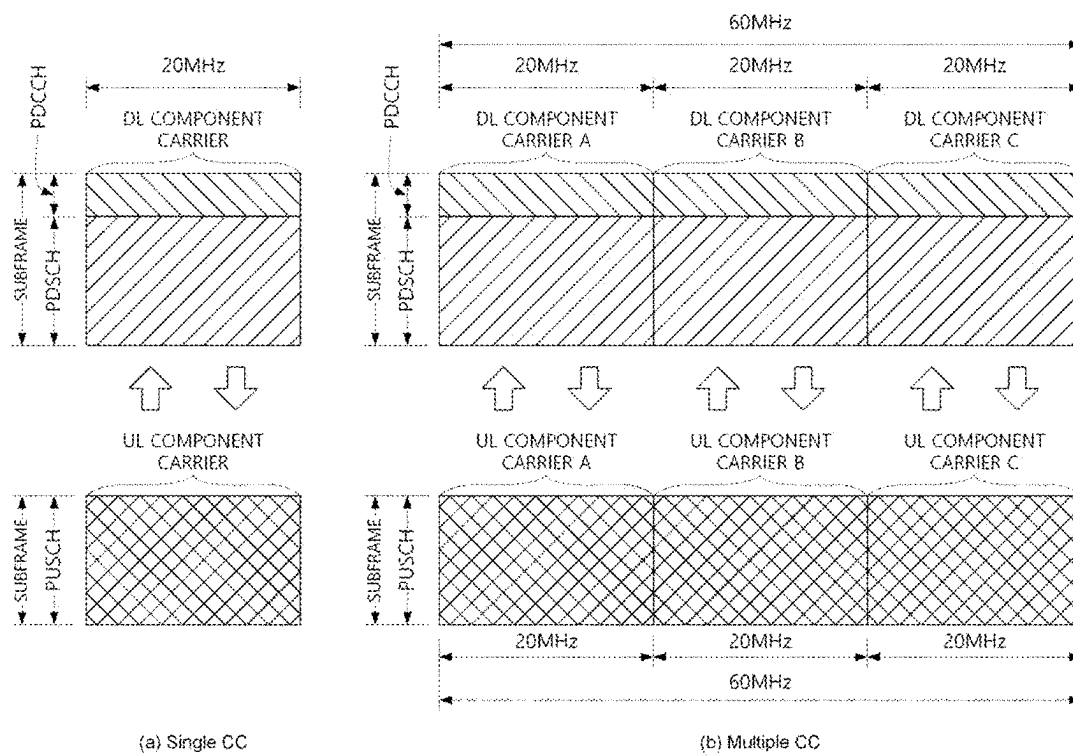 60MHz
20MHz
20MHz
20MHz
20MHz
PDCCH
DL COMPONENT
CARRIER
PDCCH
DL COMPONENT
CARRIER A
DL COMPONENT
CARRIER B
DL COMPONENT
CARRIER C
SUBFRAME
PDSCH
SUBFRAME
PDSCH
UL COMPONENT
CARRIER
UL COMPONENT
CARRIER A
UL COMPONENT
CARRIER B
UL COMPONENT
CARRIER C
SUBFRAME
PUSCH
SUBFRAME
PUSCH
20MHz
20MHz
20MHz
60MHz
(a) Single CC
(b) Multiple CC